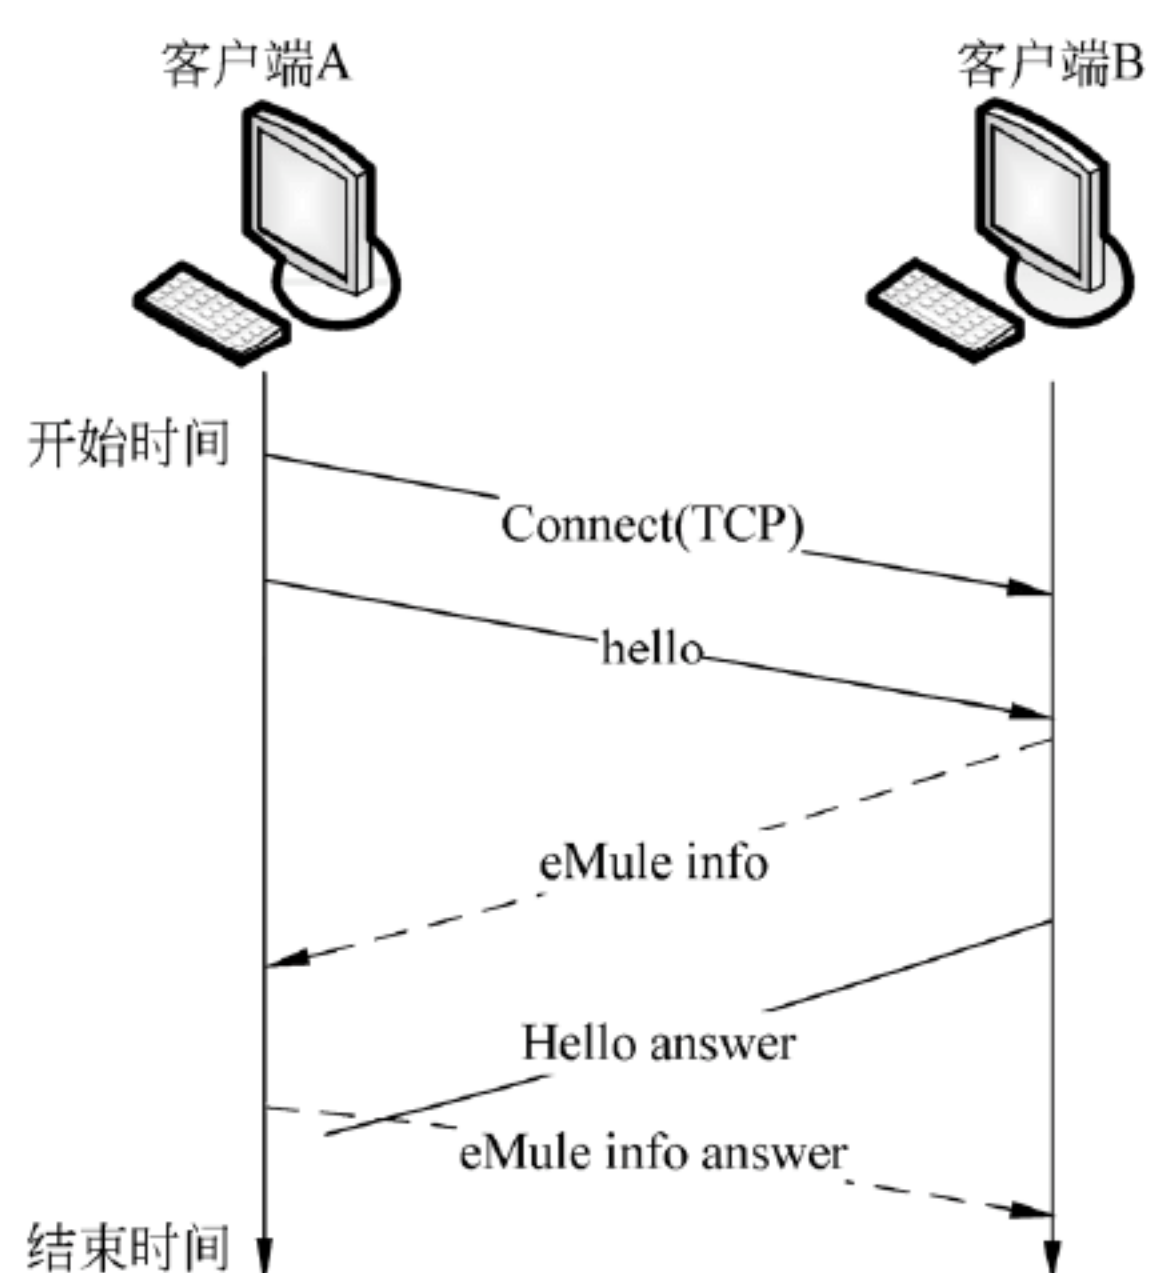 客户端A
客户端B
开始时间
Connect(TCP)
hello
eMule info
Hello answer
eMule info answer
结束时间